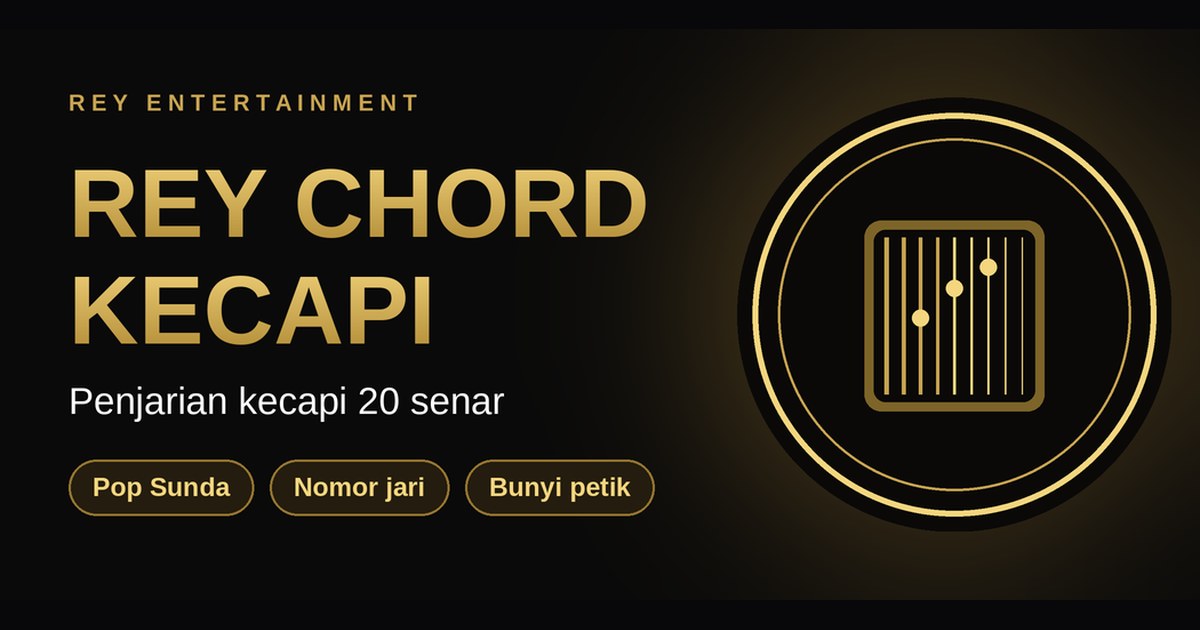 REY ENTERTAINMENT
REY CHORD
KECAPI
Penjarian kecapi 20 senar
Pop Sunda
Nomor jari
Bunyi petik